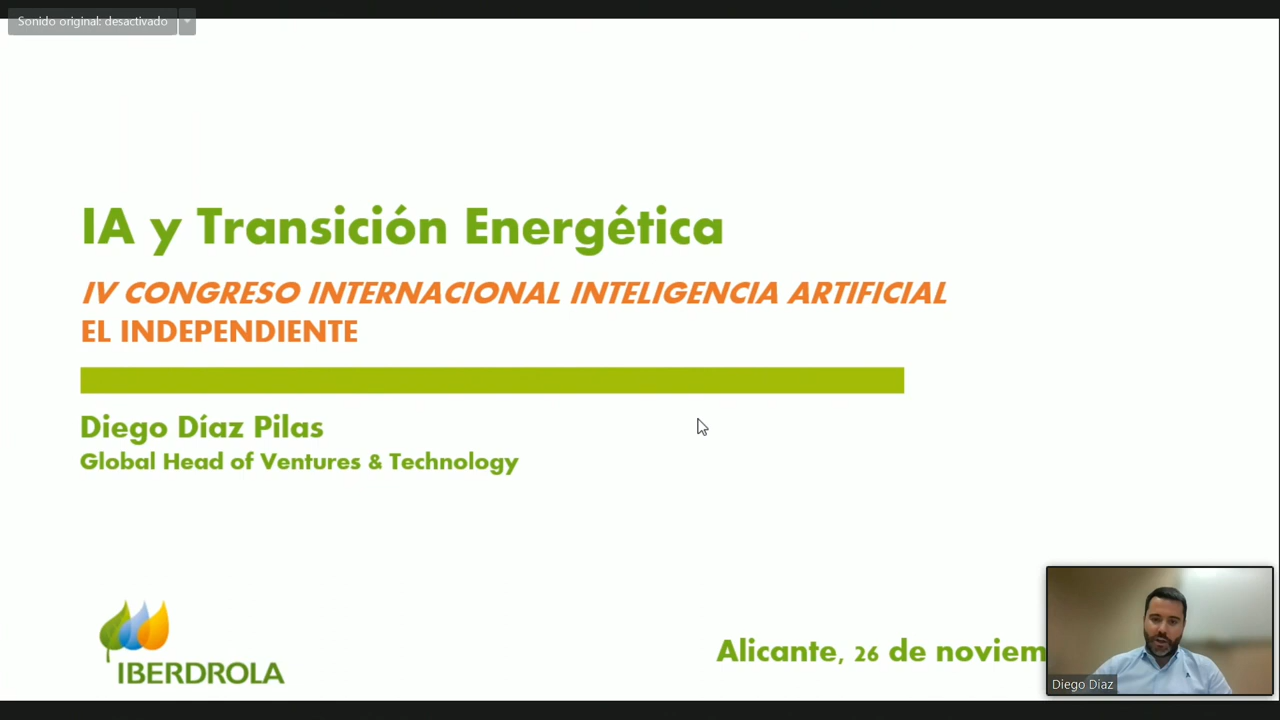 Sonido original: desactivado
IA y Transición Energética
IV CONGRESO INTERNACIONAL INTELIGENCIA ARTIFICIAL
EL INDEPENDIENTE
Diego Díaz Pilas
Global Head of Ventures & Technology
IBERDROLA
Alicante, 26 de noviem
Diego Diaz